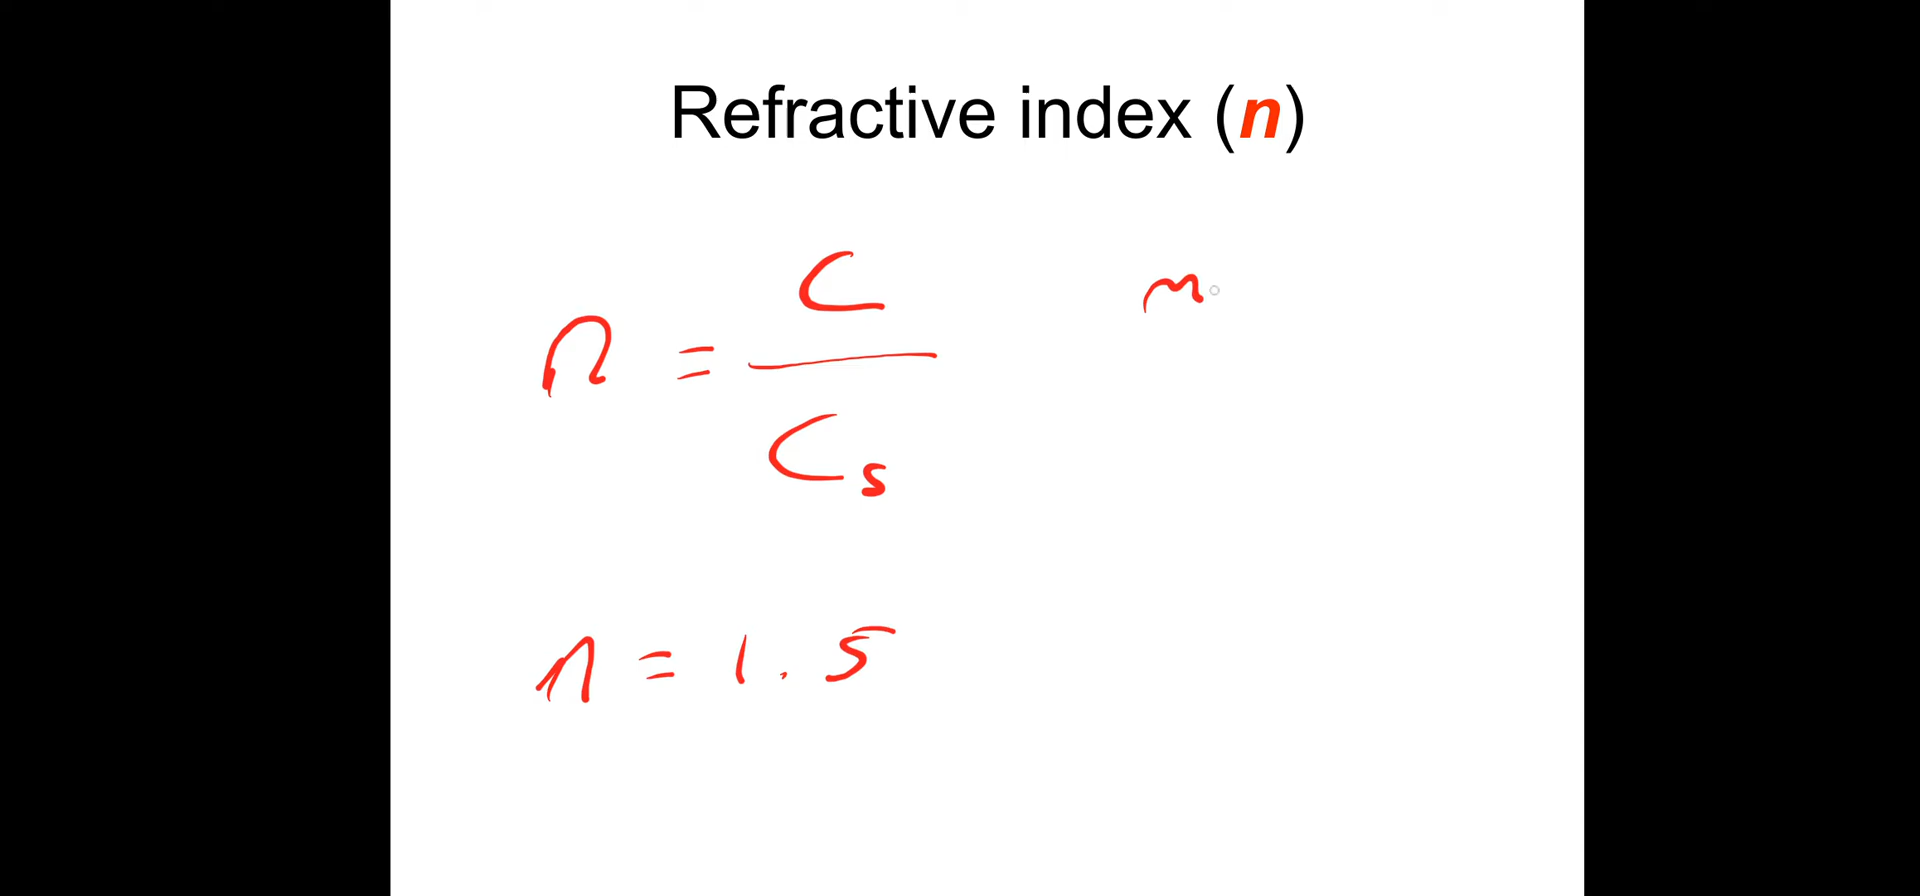 Refractive index (n)
n = C
Cs
m
n = 1.5